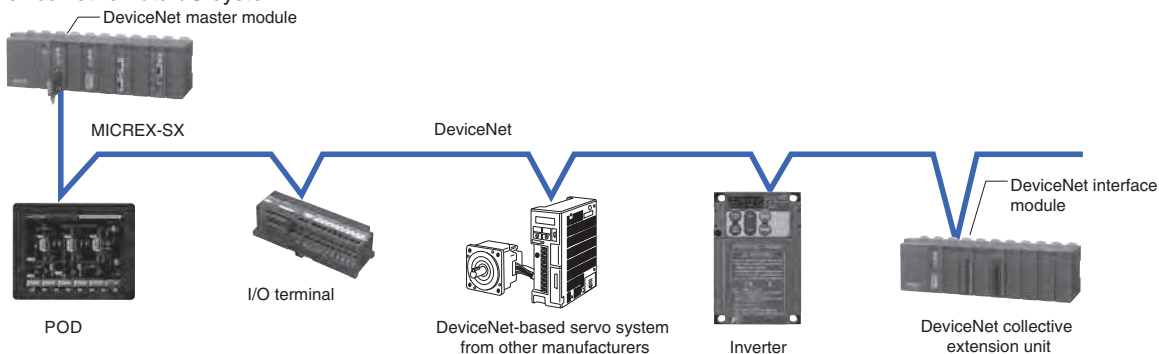 DeviceNet master module
MICREX-SX
DeviceNet
DeviceNet interface
module
I/O terminal
POD
DeviceNet-based servo system
from other manufacturers
Inverter
DeviceNet collective
extension unit